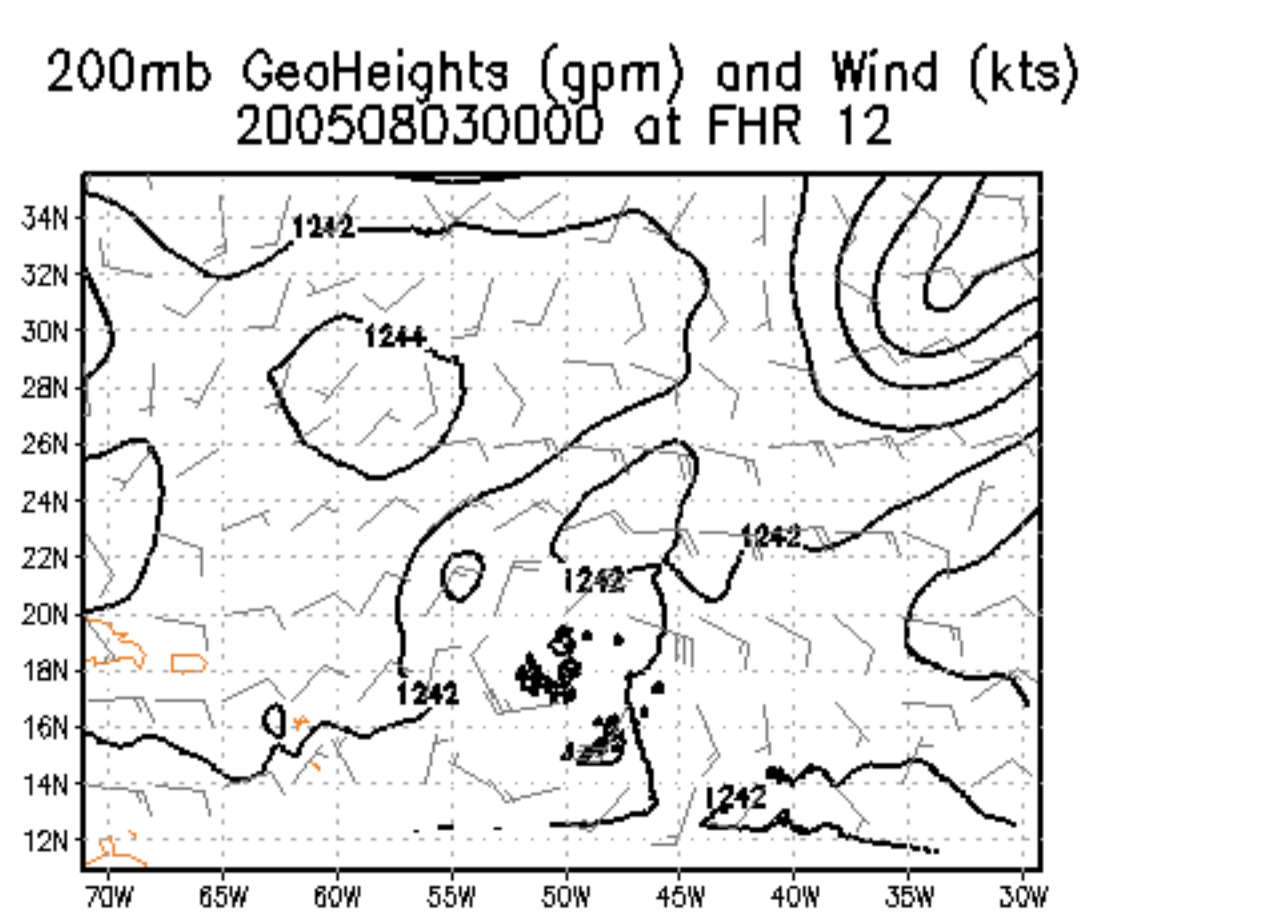 200mb GeoHeights (gpm) and Wind (kts)
200508030000 at FHR 12
34N
1242
32N
30N
1244
28N
26N
24N
22N
1242
1242
20N
18N
1242
16N
14N
1242
12N
70W 65W 60W 55W 50W 45W 40W 35W 30W